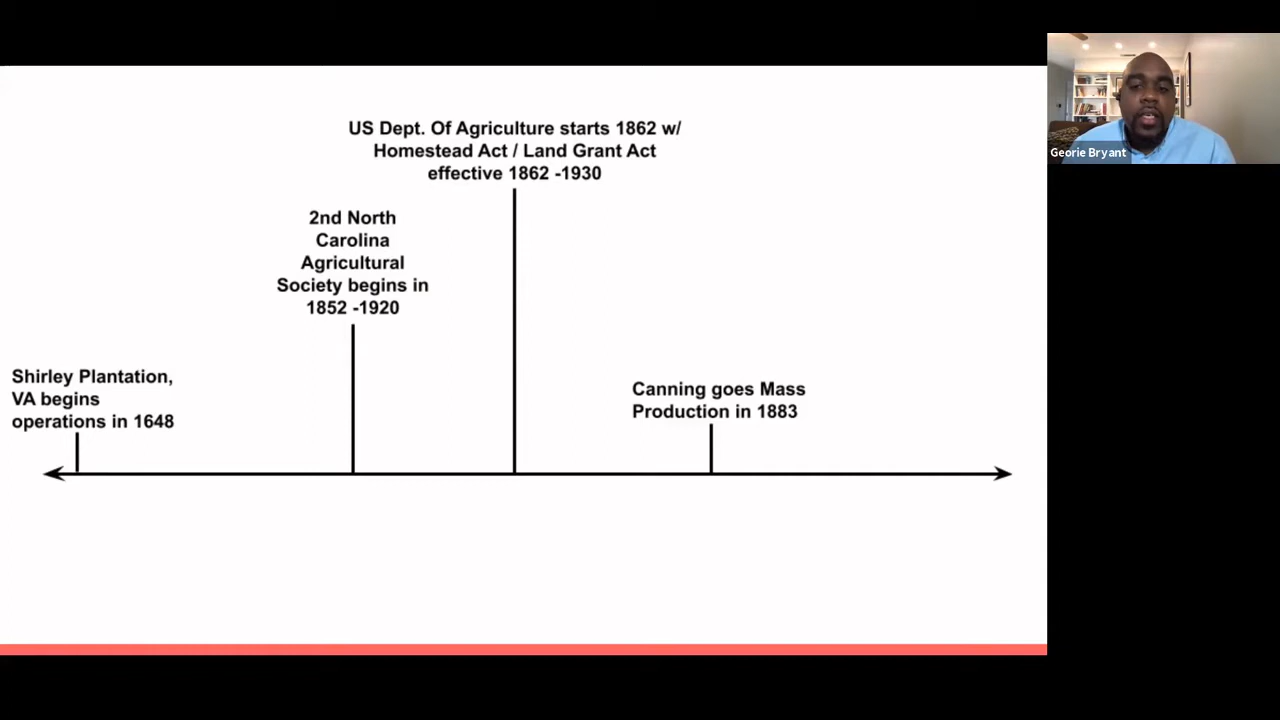 US Dept. Of Agriculture starts 1862 w/
Homestead Act / Land Grant Act
effective 1862 -1930
2nd North
Carolina
Agricultural
Society begins in
1852 -1920
Shirley Plantation,
VA begins
operations in 1648
Canning goes Mass
Production in 1883
Georie Bryant